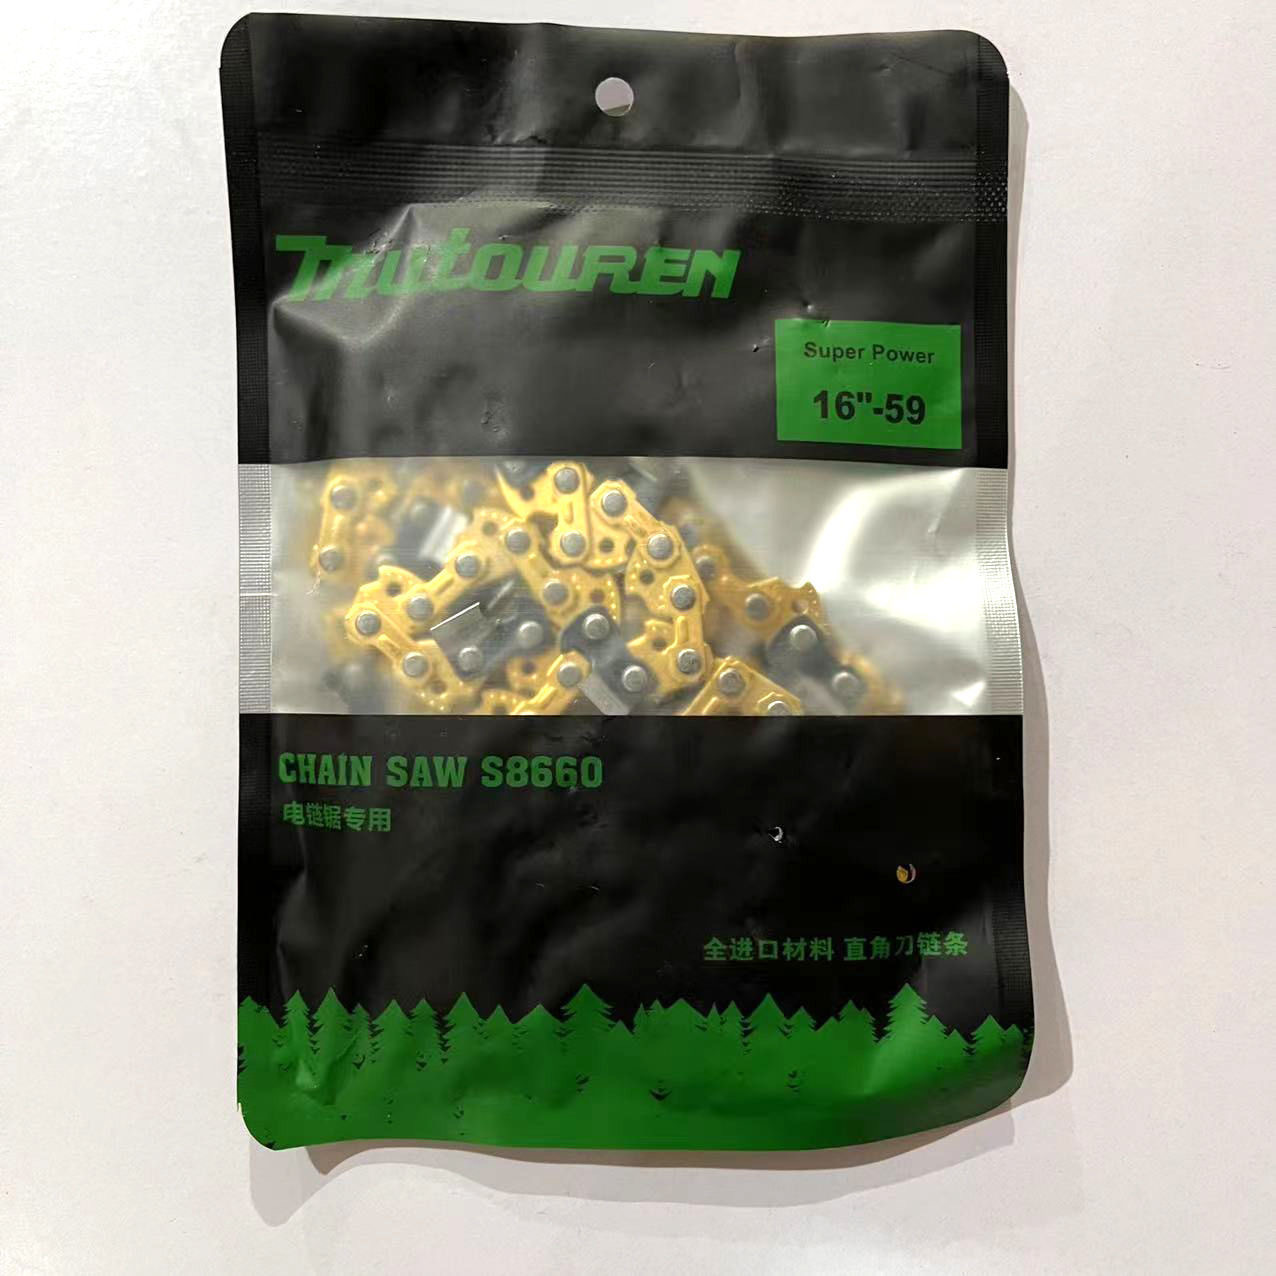 mutouREN
Super Power
16"-59
CHAIN SAW S8660
电链锯专用
全进口材料 直角刀链条